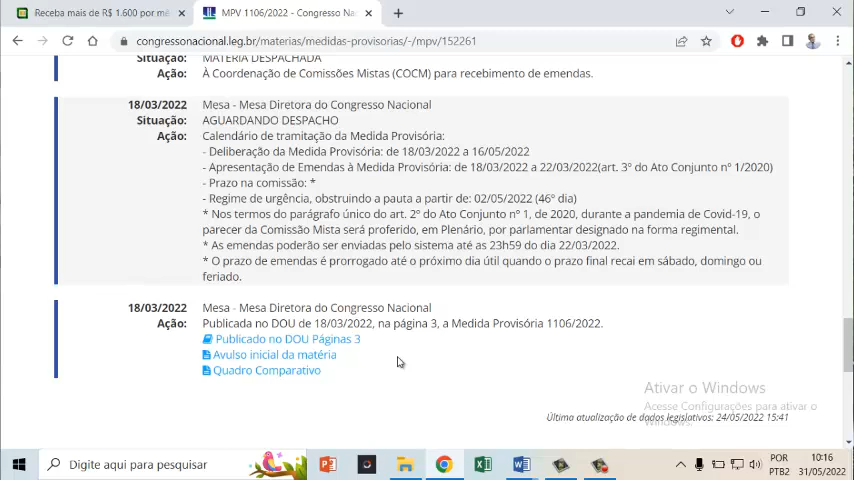 Receba mais de R$ 1.600 por mê
MPV 1106/2022 - Congresso Na
congressonacional.leg.br/materias/medidas-provisorias/-/mpv/152261
Situação: MATÉRIA DESPACHADA
Ação: À Coordenação de Comissões Mistas (COCM) para recebimento de emendas.
18/03/2022 Mesa - Mesa Diretora do Congresso Nacional
Situação: AGUARDANDO DESPACHO
Ação: Calendário de tramitação da Medida Provisória:
- Deliberação da Medida Provisória: de 18/03/2022 a 16/05/2022
- Apresentação de Emendas à Medida Provisória: de 18/03/2022 a 22/03/2022(art. 3º do Ato Conjunto nº 1/2020)
- Prazo na comissão: *
- Regime de urgência, obstruindo a pauta a partir de: 02/05/2022 (46º dia)
* Nos termos do parágrafo único do art. 2º do Ato Conjunto nº 1, de 2020, durante a pandemia de Covid-19, o
parecer da Comissão Mista será proferido, em Plenário, por parlamentar designado na forma regimental.
* As emendas poderão ser enviadas pelo sistema até as 23h59 do dia 22/03/2022.
* O prazo de emendas é prorrogado até o próximo dia útil quando o prazo final recai em sábado, domingo ou
feriado.
18/03/2022 Mesa - Mesa Diretora do Congresso Nacional
Ação: Publicada no DOU de 18/03/2022, na página 3, a Medida Provisória 1106/2022.
Publicado no DOU Páginas 3
Avulso inicial da matéria
Quadro Comparativo
Ativar o Windows
Acesse Configurações para ativar o
Windows.
Última atualização de dados legislativos: 24/05/2022 15:41
Digite aqui para pesquisar
POR
PTB2
10:16
31/05/2022